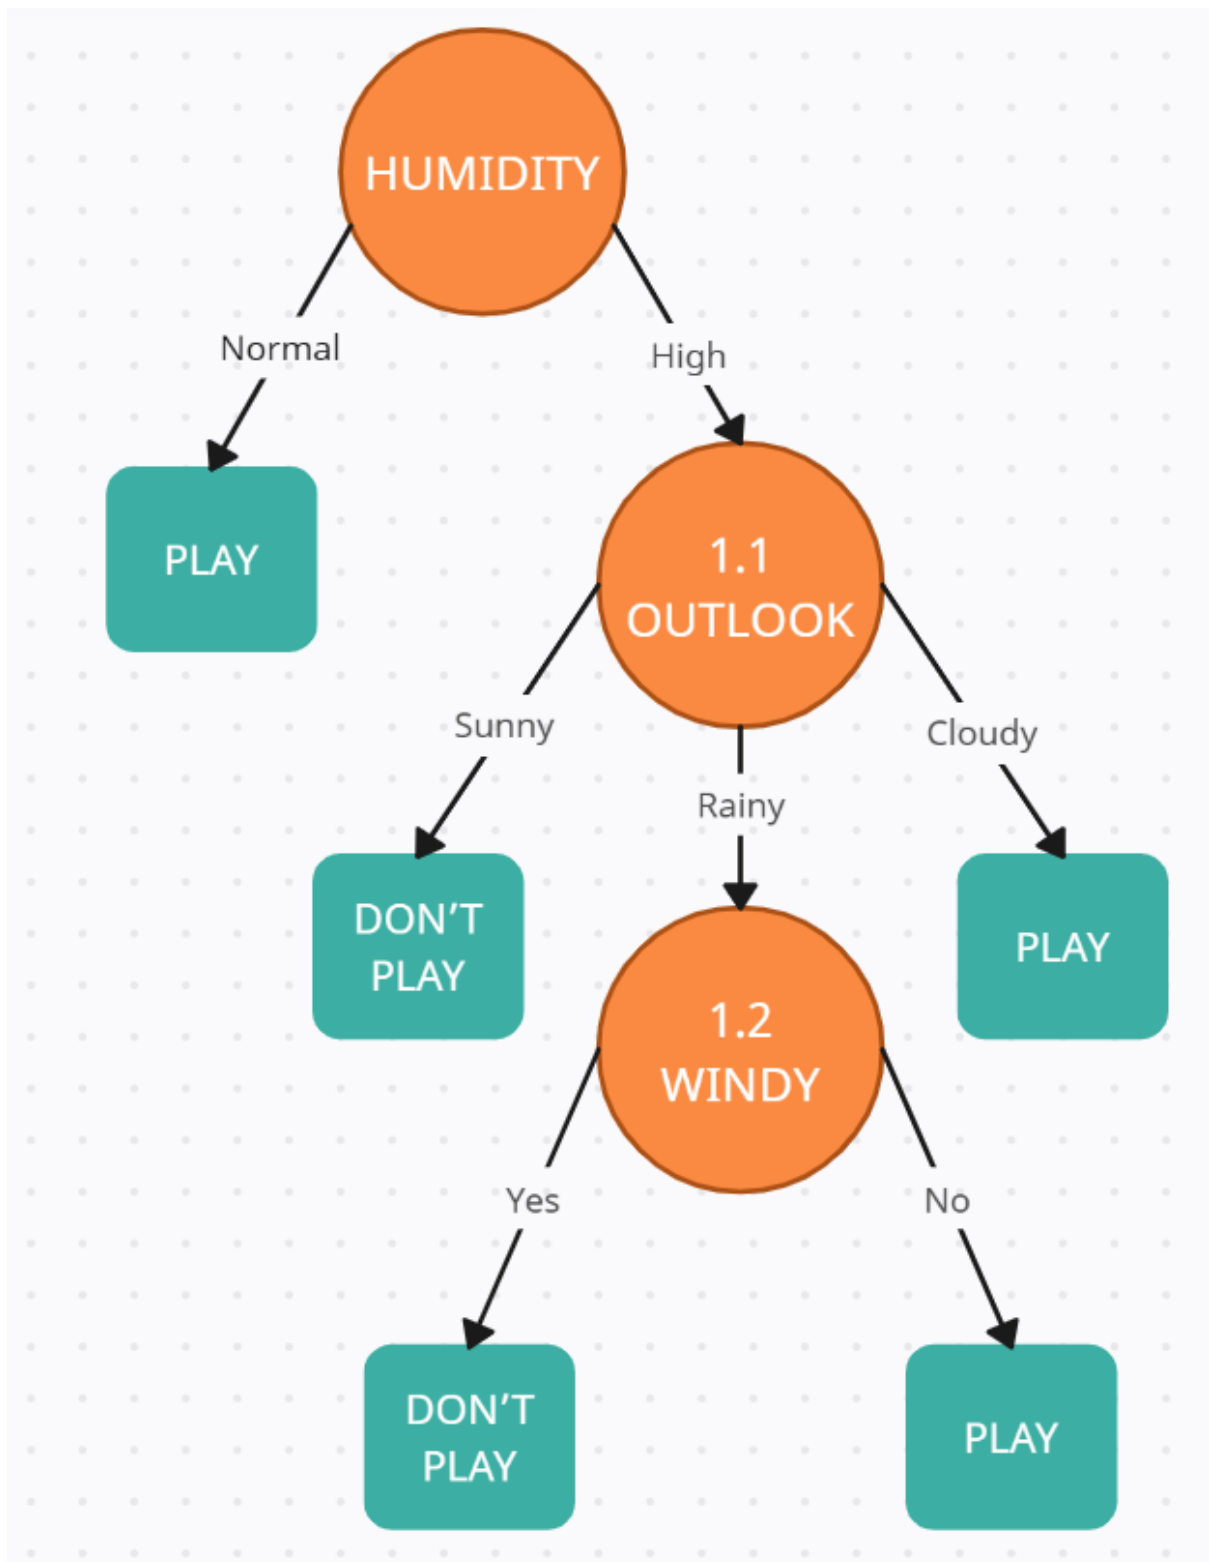 HUMIDITY
Normal
High
PLAY
1.1
OUTLOOK
Sunny
Cloudy
Rainy
DON’T
PLAY
PLAY
1.2
WINDY
Yes
No
DON’T
PLAY
PLAY